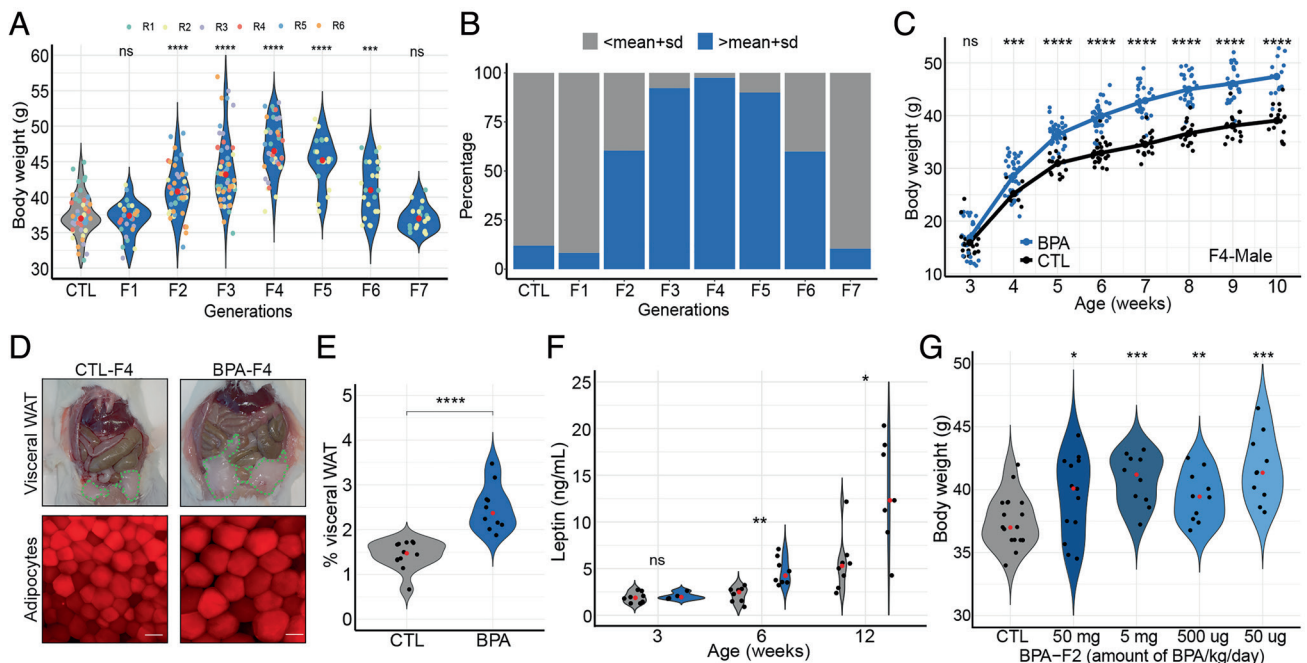 A
R1 R2 R3 R4 R5 R6
ns **** **** **** **** *** ns
Body weight (g)
60
55
50
45
40
35
30
CTL F1 F2 F3 F4 F5 F6 F7
Generations
B
<mean+sd >mean+sd
Percentage
100
75
50
25
0
CTL F1 F2 F3 F4 F5 F6 F7
Generations
C
ns *** **** **** **** **** **** ****
Body weight (g)
50
40
30
20
10
BPA
CTL
F4-Male
3 4 5 6 7 8 9 10
Age (weeks)
D
CTL-F4 BPA-F4
Visceral WAT
Adipocytes
E
****
% visceral WAT
5
4
3
2
1
0
CTL BPA
F
ns ** *
Leptin (ng/mL)
25
20
15
10
5
0
3 6 12
Age (weeks)
G
* *** ** ***
Body weight (g)
50
45
40
35
30
CTL 50 mg 5 mg 500 ug 50 ug
BPA−F2 (amount of BPA/kg/day)